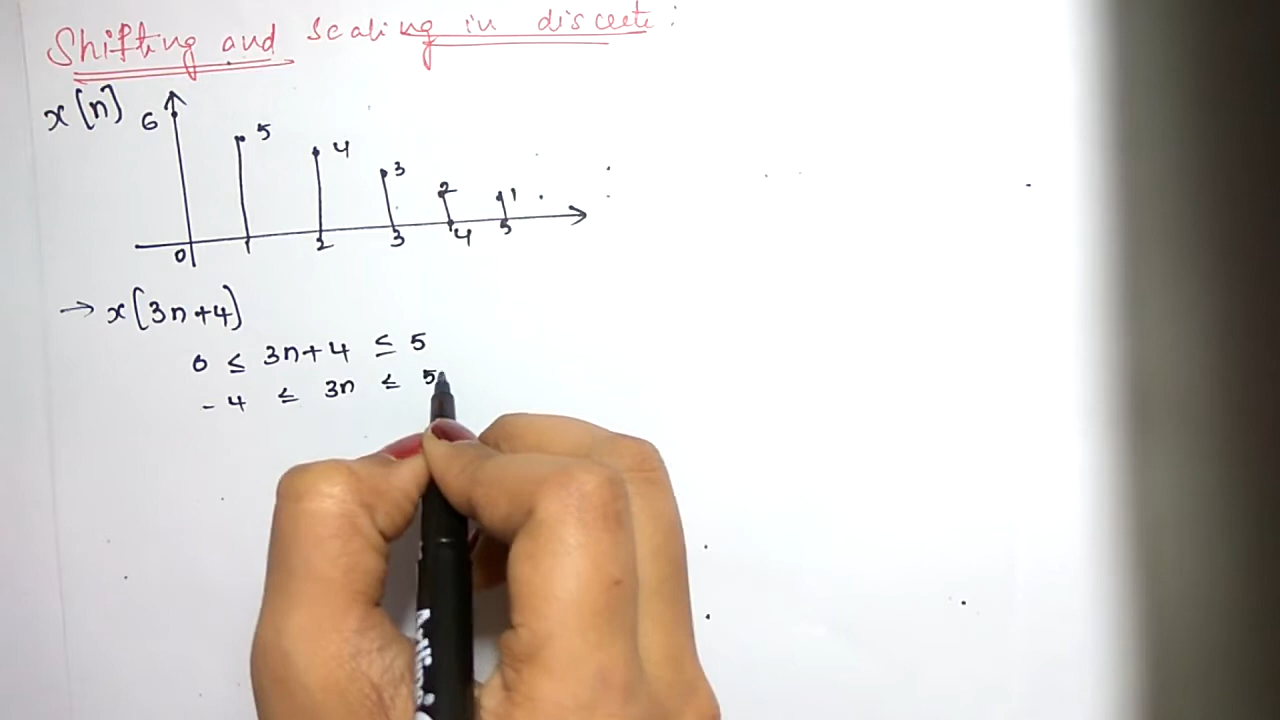 Shifting and scaling in discrete :
x[n] 6
5
4
3
2
1
0 1 2 3 4 5
→ x[3n+4]
0 ≤ 3n+4 ≤ 5
-4 ≤ 3n ≤ 5